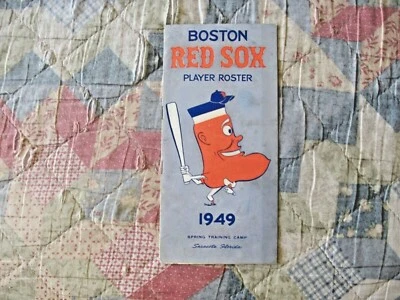 BOSTON
RED SOX
PLAYER ROSTER
1949
SPRING TRAINING CAMP
Sarasota Florida